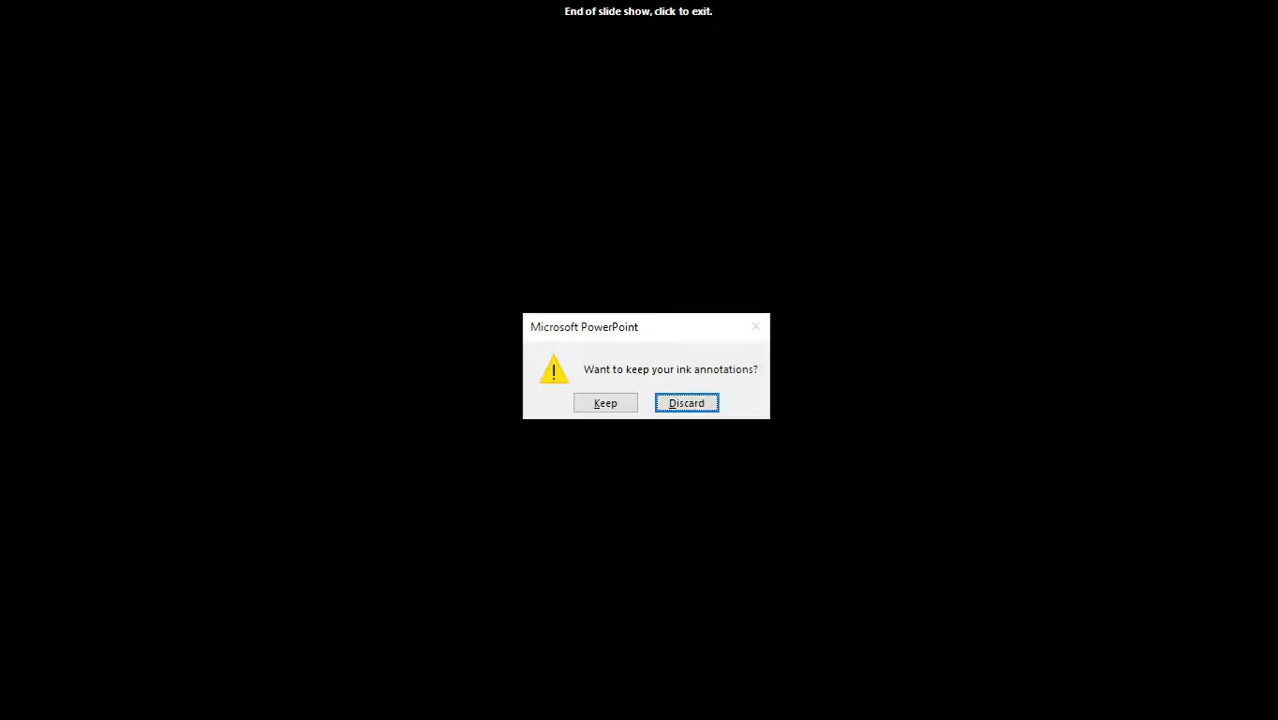 End of slide show, click to exit.
Microsoft PowerPoint
Want to keep your ink annotations?
Keep Discard